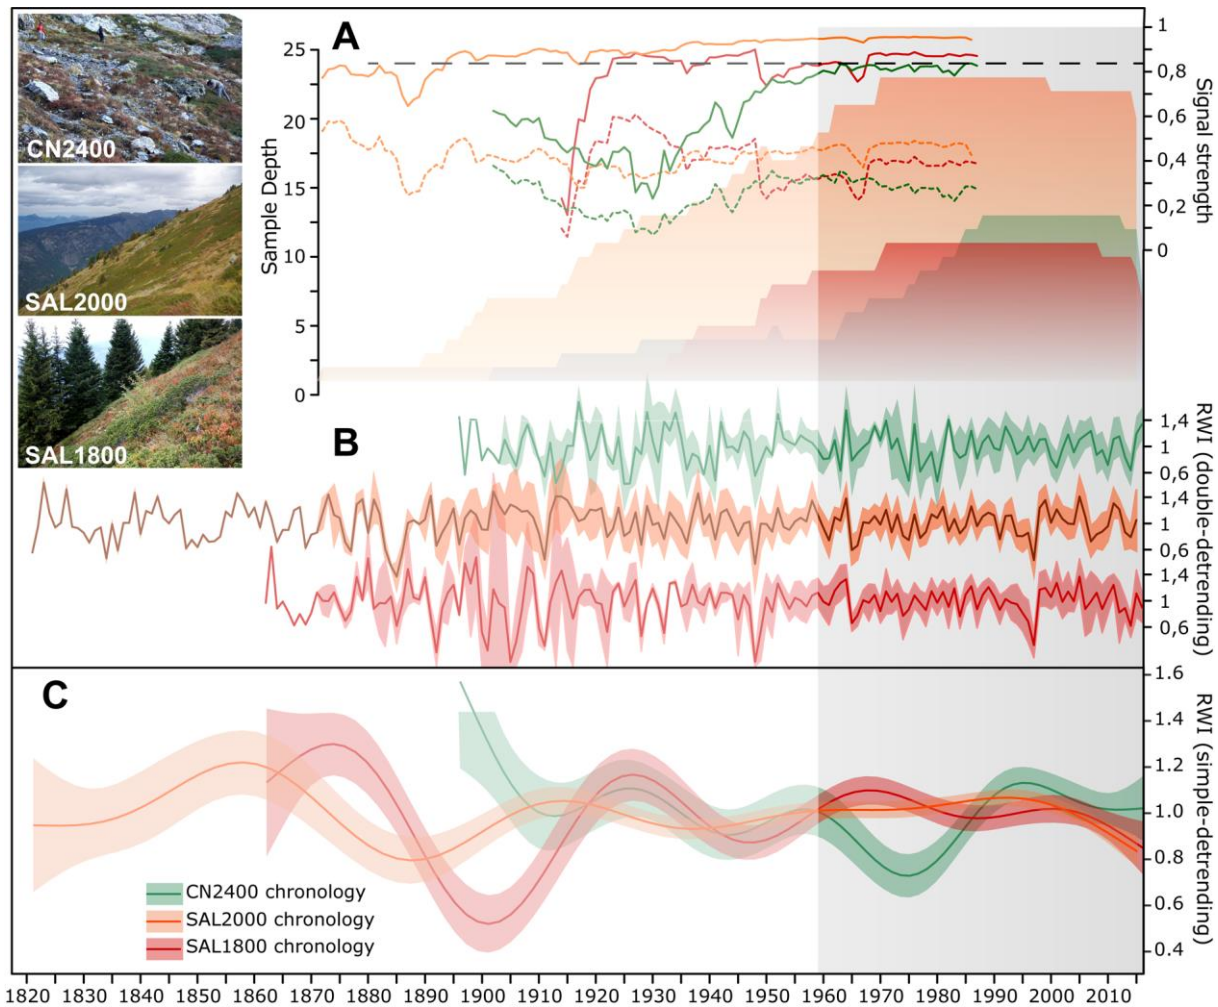 CN2400
SAL2000
SAL1800
A
25
20
15
10
5
0
Sample Depth
1
0,8
0,6
0,4
0,2
0
Signal strength
B
1,4
1
0,6
1,4
1
0,6
1,4
1
0,6
RWI (double-detrending)
C
1.6
1.4
1.2
1.0
0.8
0.6
0.4
RWI (simple-detrending)
CN2400 chronology
SAL2000 chronology
SAL1800 chronology
1820 1830 1840 1850 1860 1870 1880 1890 1900 1910 1920 1930 1940 1950 1960 1970 1980 1990 2000 2010